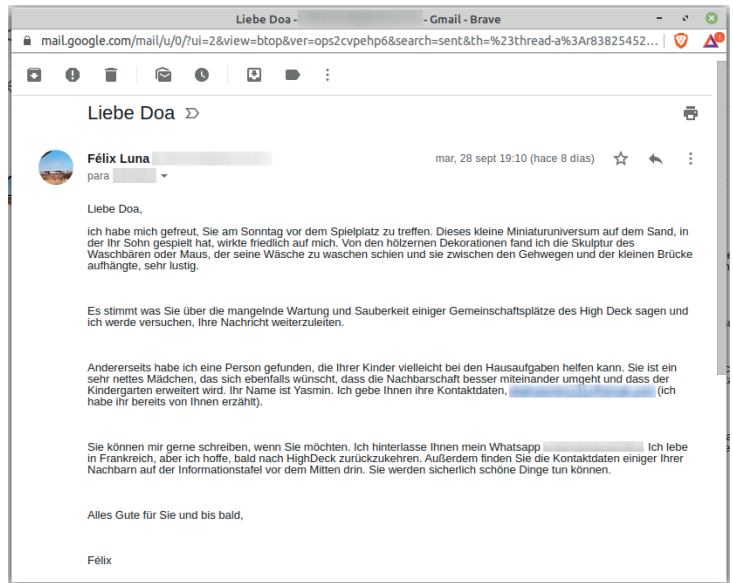 Liebe Doa - - Gmail - Brave
mail.google.com/mail/u/0/?ui=2&view=btop&ver=ops2cvpehp6&search=sent&th=%23thread-a%3Ar83825452...
Liebe Doa
Félix Luna
mar, 28 sept 19:10 (hace 8 días)
para
Liebe Doa,
ich habe mich gefreut, Sie am Sonntag vor dem Spielplatz zu treffen. Dieses kleine Miniaturuniversum auf dem Sand, in
der Ihr Sohn gespielt hat, wirkte friedlich auf mich. Von den hölzernen Dekorationen fand ich die Skulptur des
Waschbären oder Maus, der seine Wäsche zu waschen schien und sie zwischen den Gehwegen und der kleinen Brücke
aufhängte, sehr lustig.
Es stimmt was Sie über die mangelnde Wartung und Sauberkeit einiger Gemeinschaftsplätze des High Deck sagen und
ich werde versuchen, Ihre Nachricht weiterzuleiten.
Andererseits habe ich eine Person gefunden, die Ihrer Kinder vielleicht bei den Hausaufgaben helfen kann. Sie ist ein
sehr nettes Mädchen, das sich ebenfalls wünscht, dass die Nachbarschaft besser miteinander umgeht und dass der
Kindergarten erweitert wird. Ihr Name ist Yasmin. Ich gebe Ihnen ihre Kontaktdaten, (ich
habe ihr bereits von Ihnen erzählt).
Sie können mir gerne schreiben, wenn Sie möchten. Ich hinterlasse Ihnen mein Whatsapp Ich lebe
in Frankreich, aber ich hoffe, bald nach HighDeck zurückzukehren. Außerdem finden Sie die Kontaktdaten einiger Ihrer
Nachbarn auf der Informationstafel vor dem Mitten drin. Sie werden sicherlich schöne Dinge tun können.
Alles Gute für Sie und bis bald,
Félix